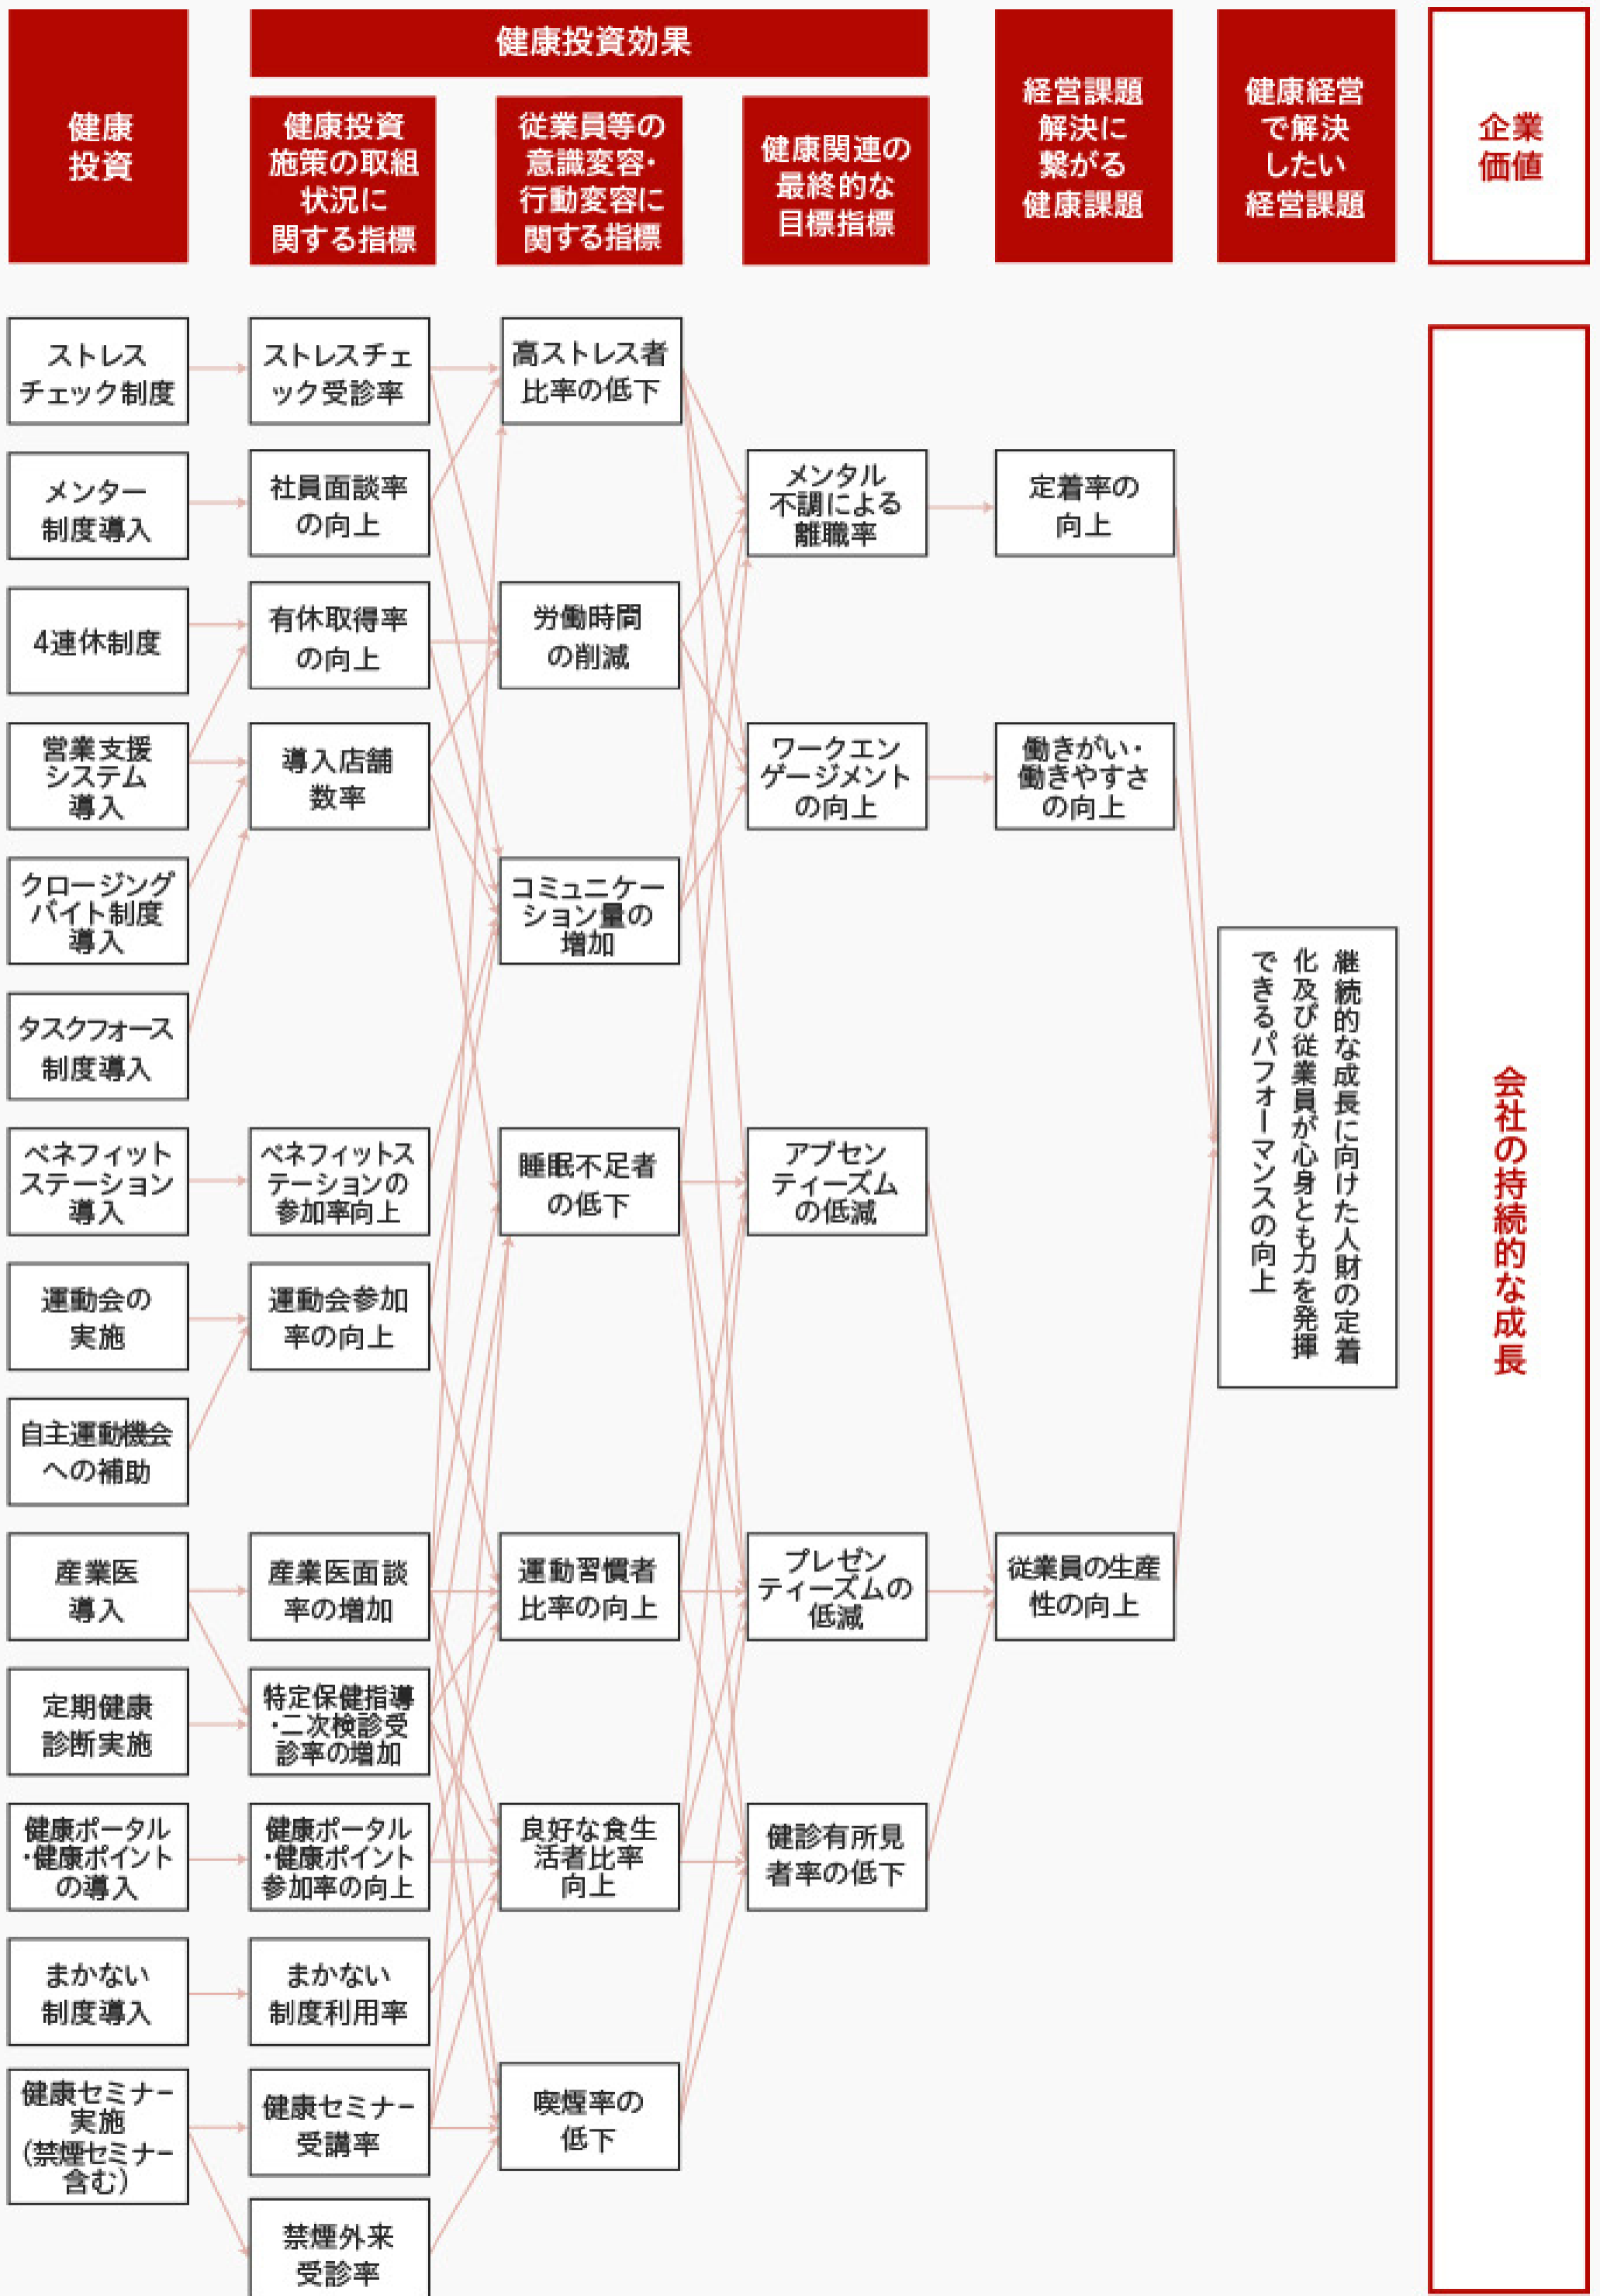 健康
投資
健康投資効果
健康投資
施策の取組
状況に
関する指標
従業員等の
意識変容・
行動変容に
関する指標
健康関連の
最終的な
目標指標
経営課題
解決に
繋がる
健康課題
健康経営
で解決
したい
経営課題
企業
価値
ストレス
チェック制度
メンター
制度導入
4連休制度
営業支援
システム
導入
クロージング
バイト制度
導入
タスクフォース
制度導入
ベネフィット
ステーション
導入
運動会の
実施
自主運動機会
への補助
産業医
導入
定期健康
診断実施
健康ポータル
・健康ポイント
の導入
まかない
制度導入
健康セミナー
実施
(禁煙セミナー
含む)
ストレスチェ
ック受診率
社員面談率
の向上
有休取得率
の向上
導入店舗
数率
ベネフィットス
テーションの
参加率向上
運動会参加
率の向上
産業医面談
率の増加
特定保健指導
・二次検診受
診率の増加
健康ポータル
・健康ポイント
参加率の向上
まかない
制度利用率
健康セミナー
受講率
禁煙外来
受診率
高ストレス者
比率の低下
労働時間
の削減
コミュニケー
ション量の
増加
睡眠不足者
の低下
運動習慣者
比率の向上
良好な食生
活者比率
向上
喫煙率の
低下
メンタル
不調による
離職率
ワークエン
ゲージメント
の向上
アブセン
ティーズム
の低減
プレゼン
ティーズムの
低減
健診有所見
者率の低下
定着率の
向上
働きがい・
働きやすさ
の向上
従業員の生産
性の向上
継続的な成長に向けた人財の定着
化及び従業員が心身とも力を発揮
できるパフォーマンスの向上
会社の持続的な成長